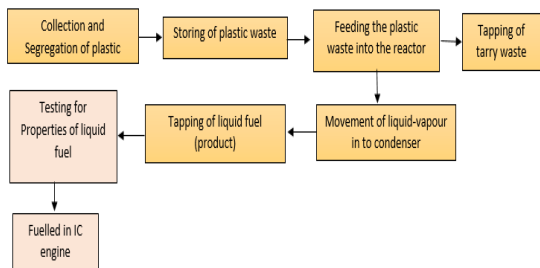 Collection and
Segregation of plastic
Storing of plastic waste
Feeding the plastic
waste into the reactor
Tapping of
tarry waste
Movement of liquid-vapour
in to condenser
Tapping of liquid fuel
(product)
Testing for
Properties of liquid
fuel
Fuelled in IC
engine